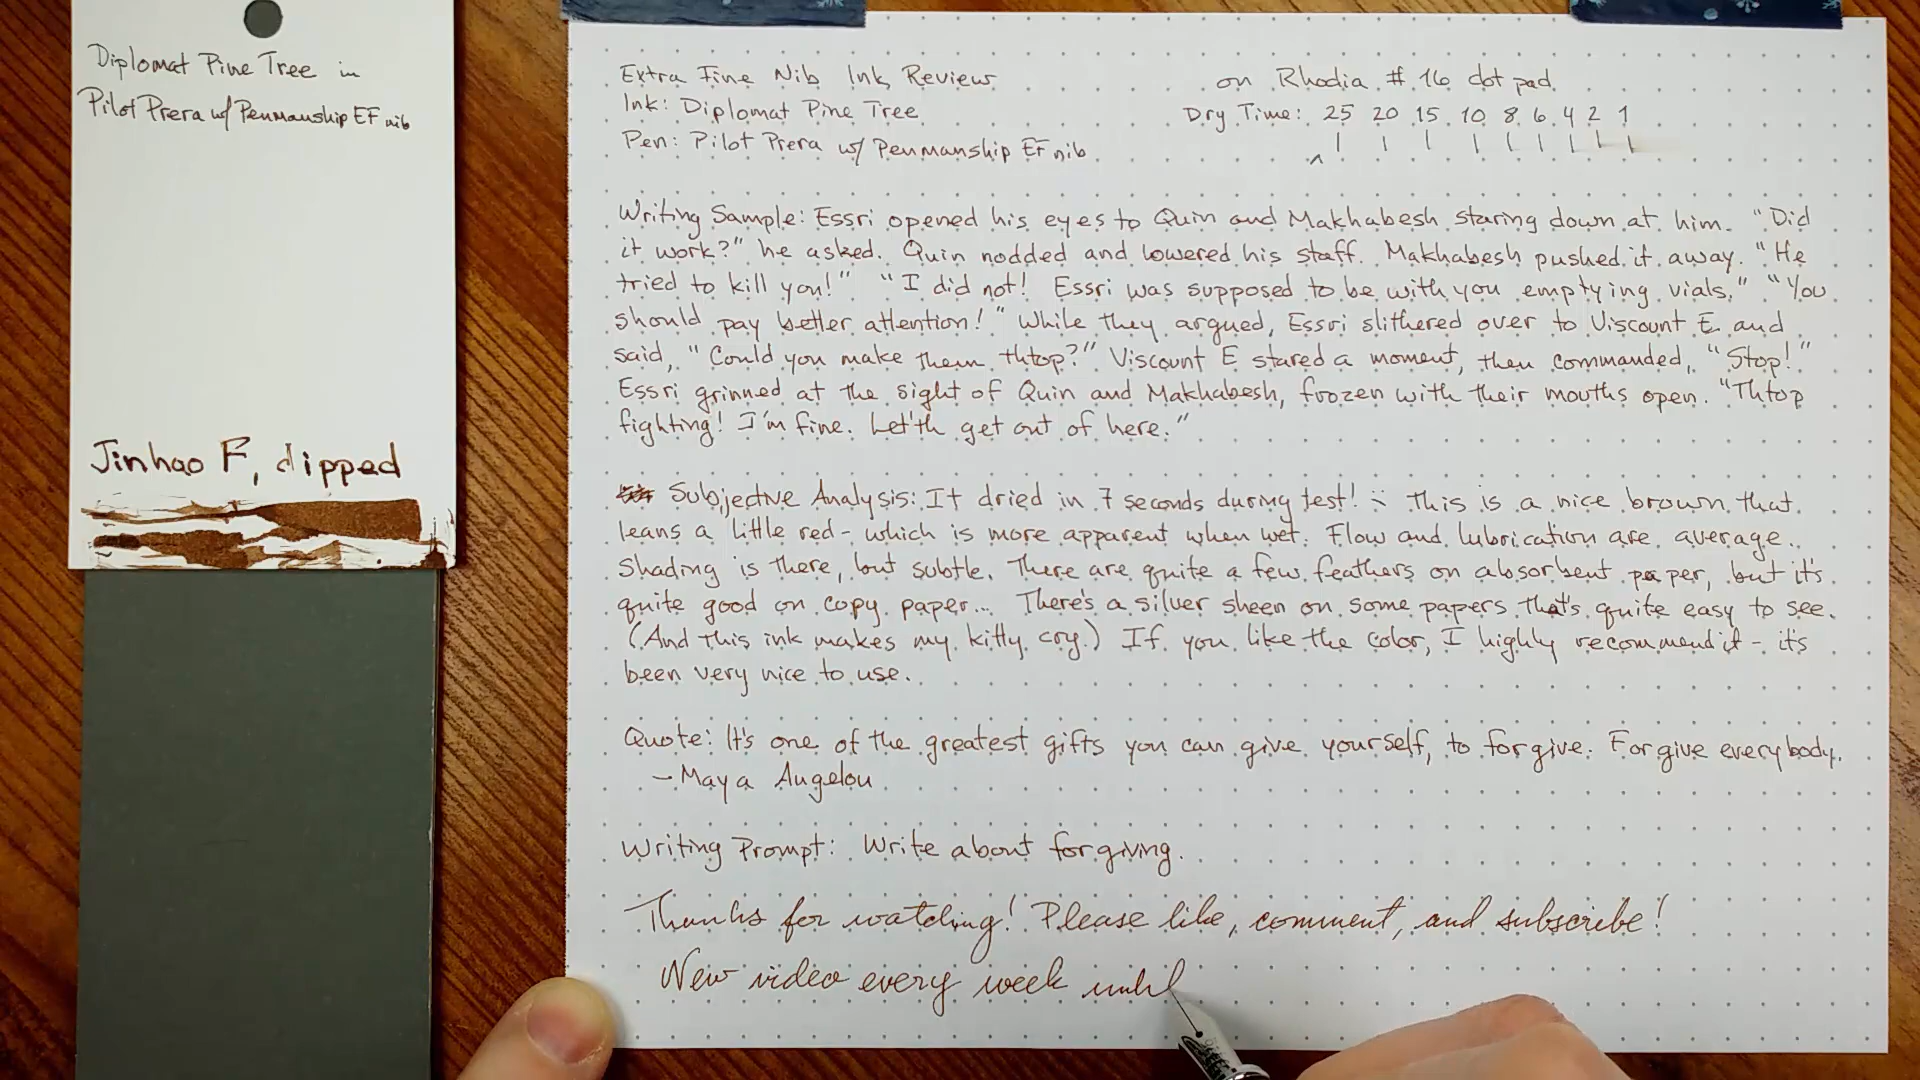 Diplomat Pine Tree in
Pilot Prera w/ Penmanship EF nib
Jinhao F, dipped
Extra Fine Nib Ink Review
Ink: Diplomat Pine Tree
Pen: Pilot Prera w/ Penmanship EF nib
on Rhodia #16 dot pad
Dry Time: 25 20 15 10 8 6 4 2 1
Writing Sample: Essri opened his eyes to Quin and Makhabesh staring down at him. "Did
it work?" he asked. Quin nodded and lowered his staff. Makhabesh pushed it away. "He
tried to kill you!" "I did not! Essri was supposed to be with you emptying vials." "You
should pay better attention!" While they argued, Essri slithered over to Viscount E and
said, "Could you make them thtop?" Viscount E stared a moment, then commanded, "Stop!"
Essri grinned at the sight of Quin and Makhabesh, frozen with their mouths open. "Thtop
fighting! I'm fine. Let'th get out of here."
Subjective Analysis: It dried in 7 seconds during test! :- This is a nice brown that
leans a little red - which is more apparent when wet. Flow and lubrication are average.
Shading is there, but subtle. There are quite a few feathers on absorbent paper, but it's
quite good on copy paper... There's a silver sheen on some papers that's quite easy to see.
(And this ink makes my kitty cry.) If you like the color, I highly recommend it - it's
been very nice to use.
Quote: It's one of the greatest gifts you can give yourself, to forgive. Forgive everybody.
- Maya Angelou
Writing Prompt: Write about forgiving.
Thanks for watching! Please like, comment, and subscribe!
New video every week until